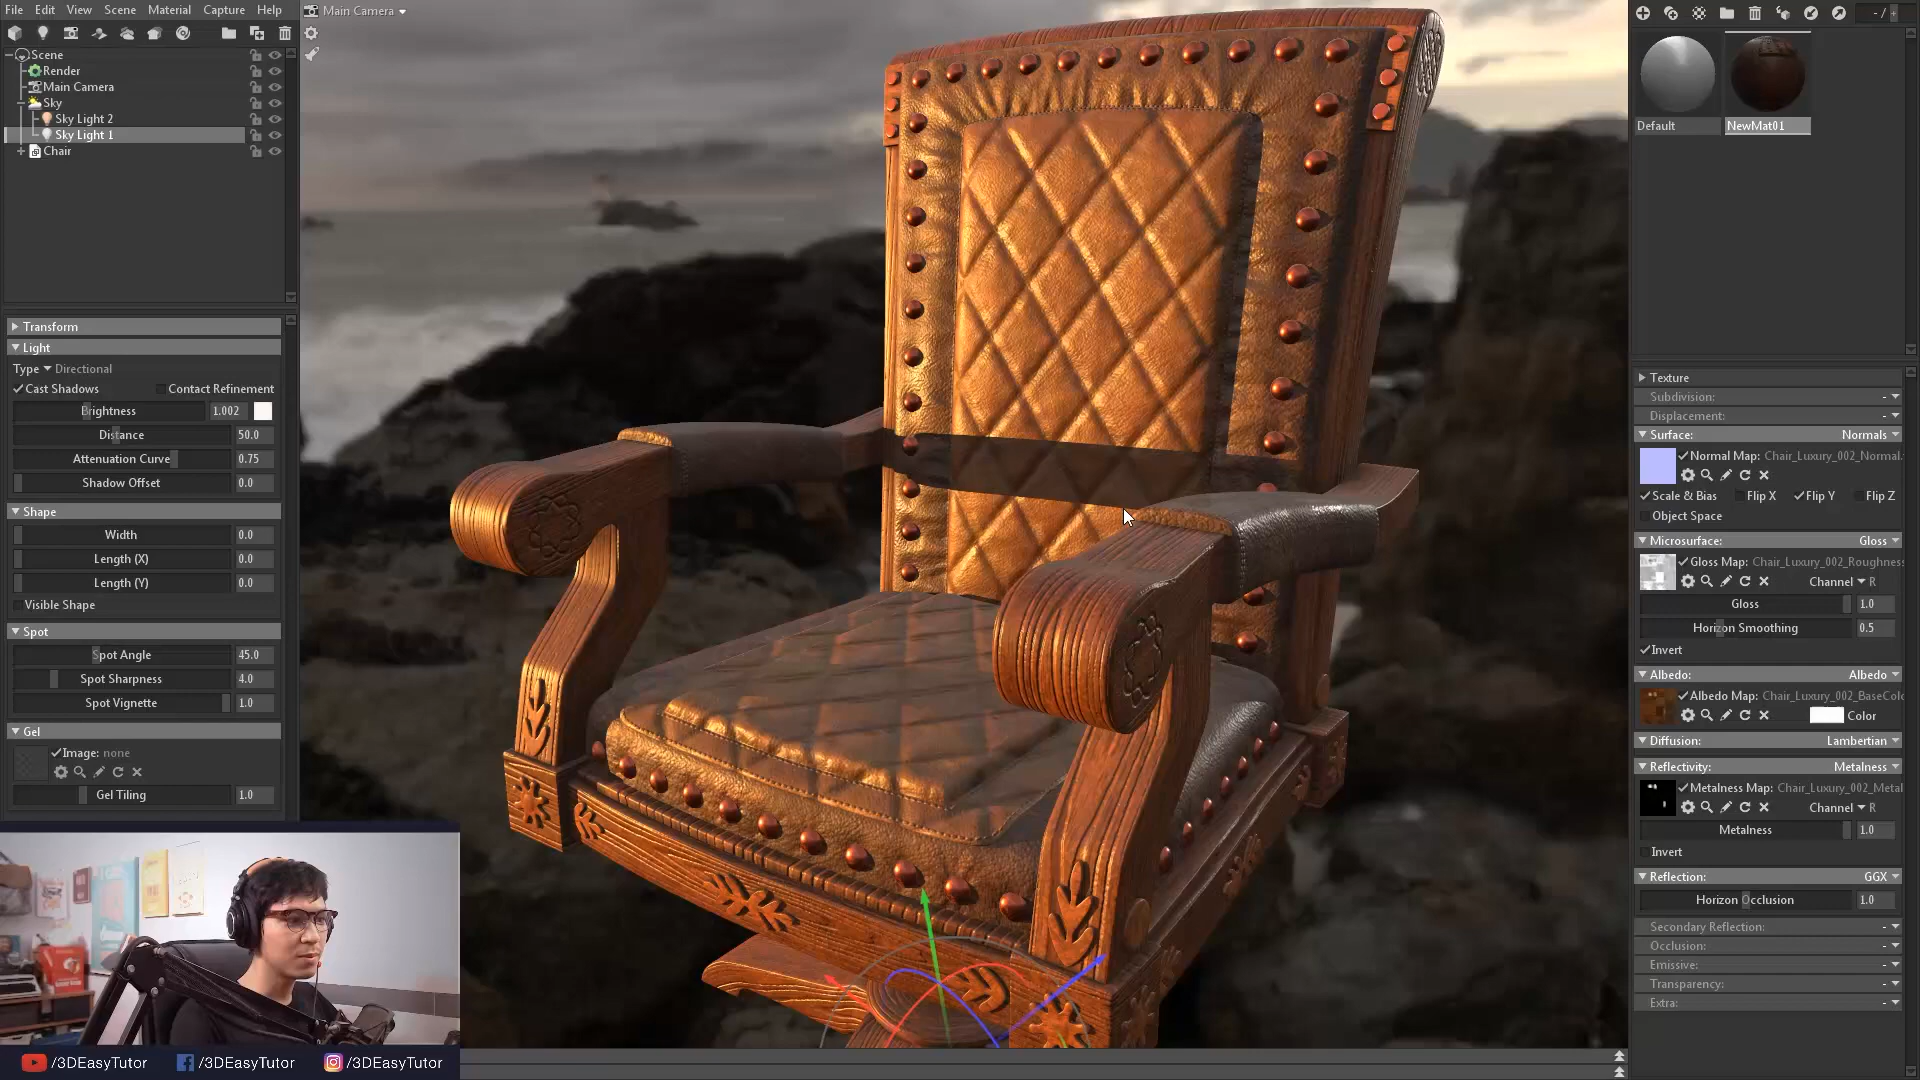 File Edit View Scene Material Capture Help
Main Camera
- / -
Scene
Render
Main Camera
Sky
Sky Light 2
Sky Light 1
Chair
Default
NewMat01
Transform
Light
Type Directional
Cast Shadows Contact Refinement
Brightness 1.002
Distance 50.0
Attenuation Curve 0.75
Shadow Offset 0.0
Shape
Width 0.0
Length (X) 0.0
Length (Y) 0.0
Visible Shape
Spot
Spot Angle 45.0
Spot Sharpness 4.0
Spot Vignette 1.0
Gel
Image: none
Gel Tiling 1.0
Texture
Subdivision: -
Displacement: -
Surface: Normals
Normal Map: Chair_Luxury_002_Normal.
Scale & Bias Flip X Flip Y Flip Z
Object Space
Microsurface: Gloss
Gloss Map: Chair_Luxury_002_Roughness
Channel R
Gloss 1.0
Horizon Smoothing 0.5
Invert
Albedo: Albedo
Albedo Map: Chair_Luxury_002_BaseColo
Color
Diffusion: Lambertian
Reflectivity: Metalness
Metalness Map: Chair_Luxury_002_Metal
Channel R
Metalness 1.0
Invert
Reflection: GGX
Horizon Occlusion 1.0
Secondary Reflection: -
Occlusion: -
Emissive: -
Transparency: -
Extra: -
/3DEasyTutor /3DEasyTutor /3DEasyTutor